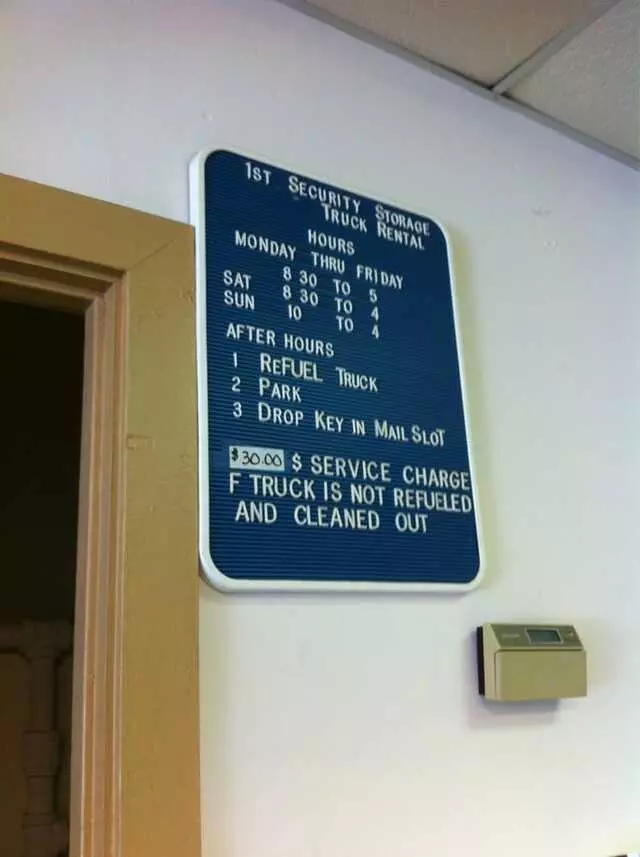 1ST SECURITY STORAGE
TRUCK RENTAL
HOURS
MONDAY THRU FRIDAY
8 30 TO 5
SAT 8 30 TO 4
SUN 10 TO 4
AFTER HOURS
1 REFUEL TRUCK
2 PARK
3 DROP KEY IN MAIL SLOT
$30.00 $ SERVICE CHARGE
F TRUCK IS NOT REFUELED
AND CLEANED OUT